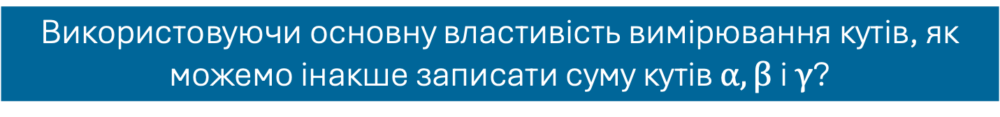 Використовуючи основну властивість вимірювання кутів, як
можемо інакше записати суму кутів α, β і γ?